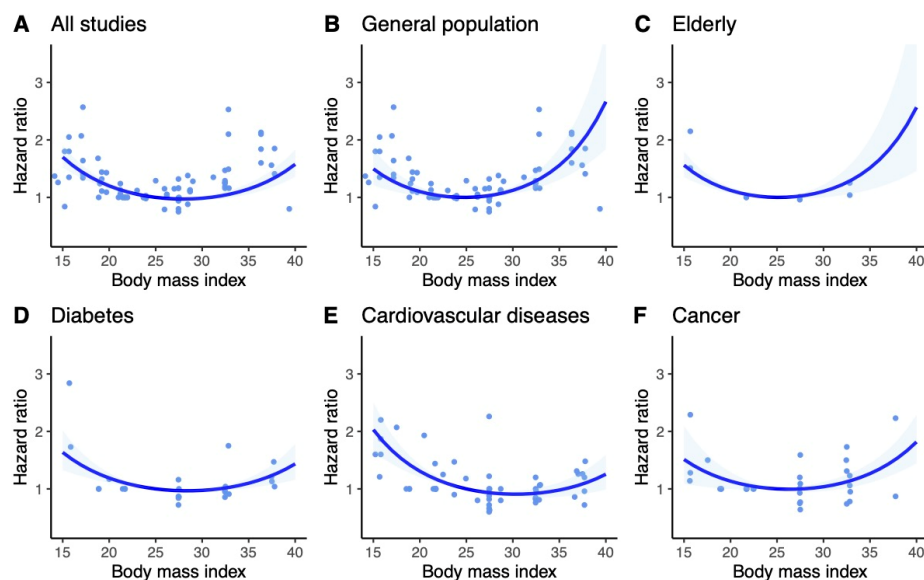 A All studies
B General population
C Elderly
Hazard ratio
3
2
1
15 20 25 30 35 40
Body mass index
Hazard ratio
3
2
1
15 20 25 30 35 40
Body mass index
Hazard ratio
3
2
1
15 20 25 30 35 40
Body mass index
D Diabetes
E Cardiovascular diseases
F Cancer
Hazard ratio
3
2
1
15 20 25 30 35 40
Body mass index
Hazard ratio
3
2
1
15 20 25 30 35 40
Body mass index
Hazard ratio
3
2
1
15 20 25 30 35 40
Body mass index